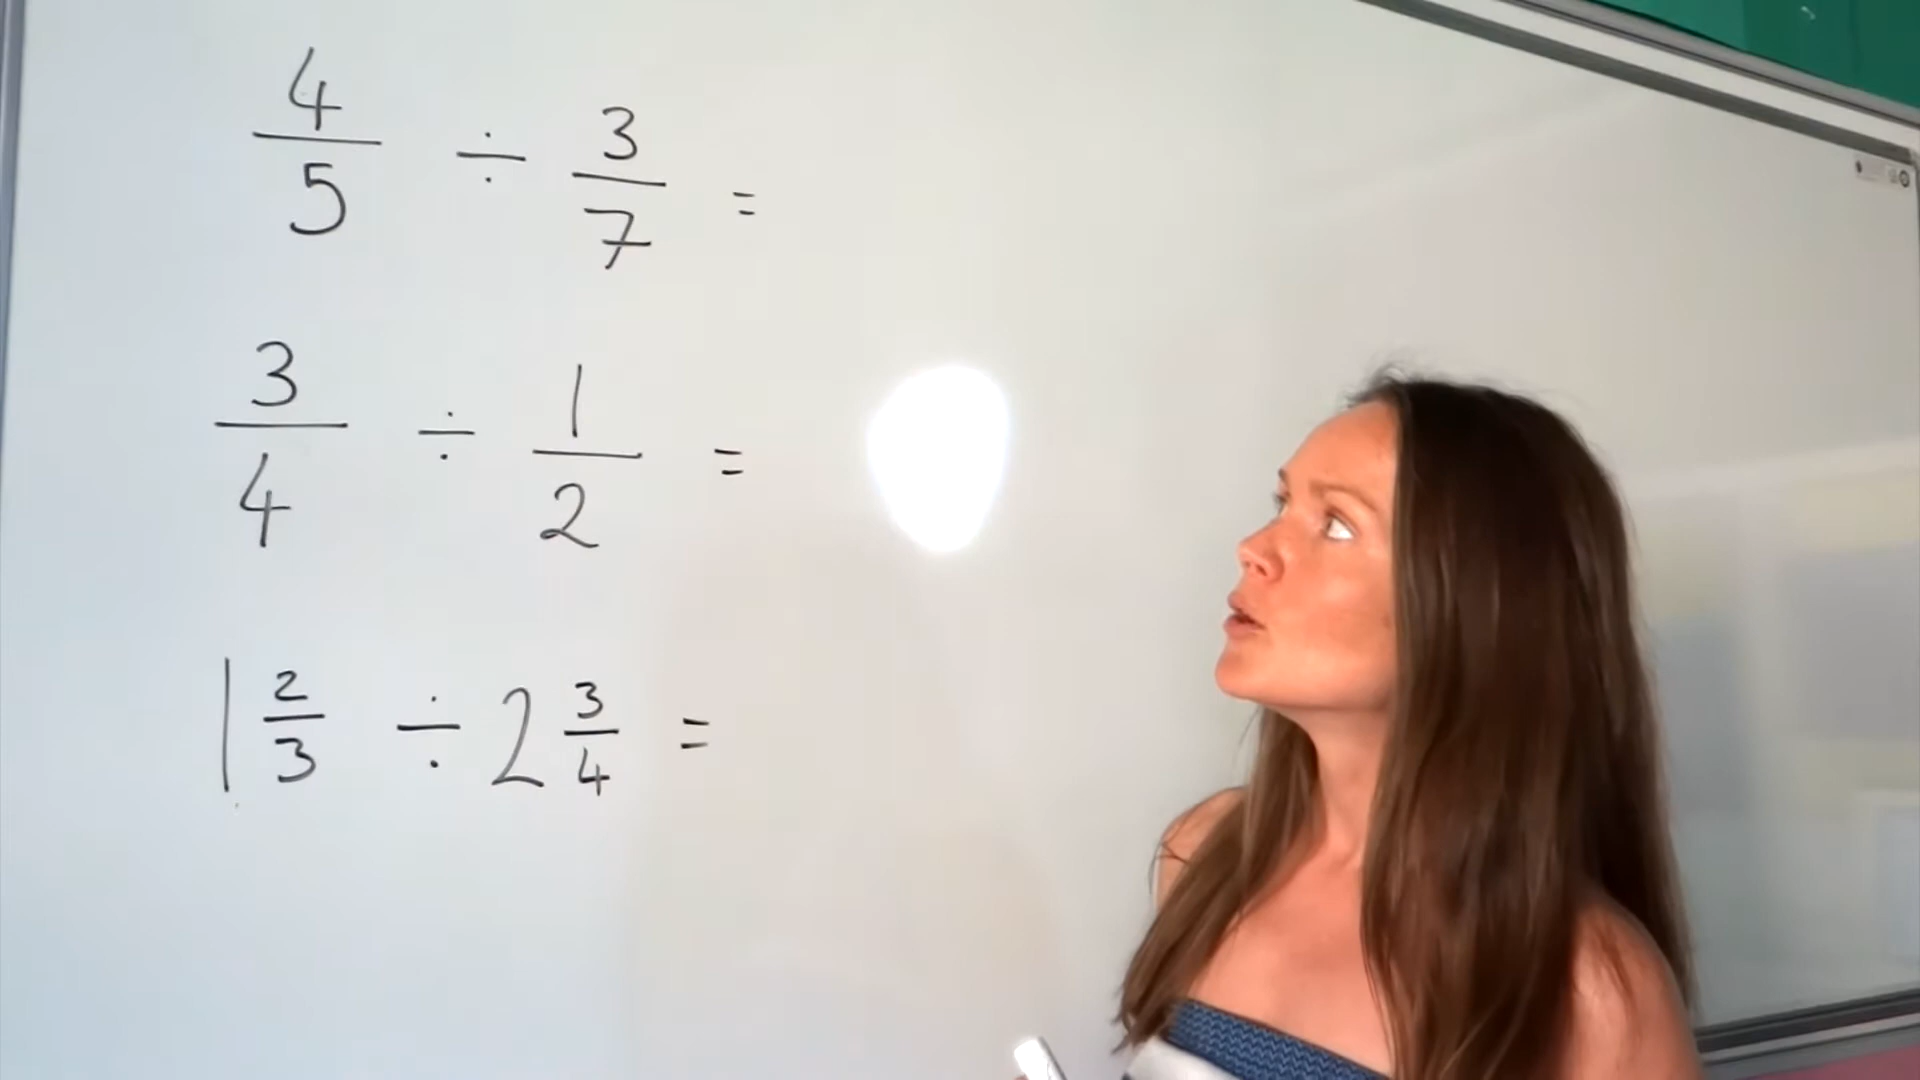 4/5 ÷ 3/7 =
3/4 ÷ 1/2 =
1 2/3 ÷ 2 3/4 =